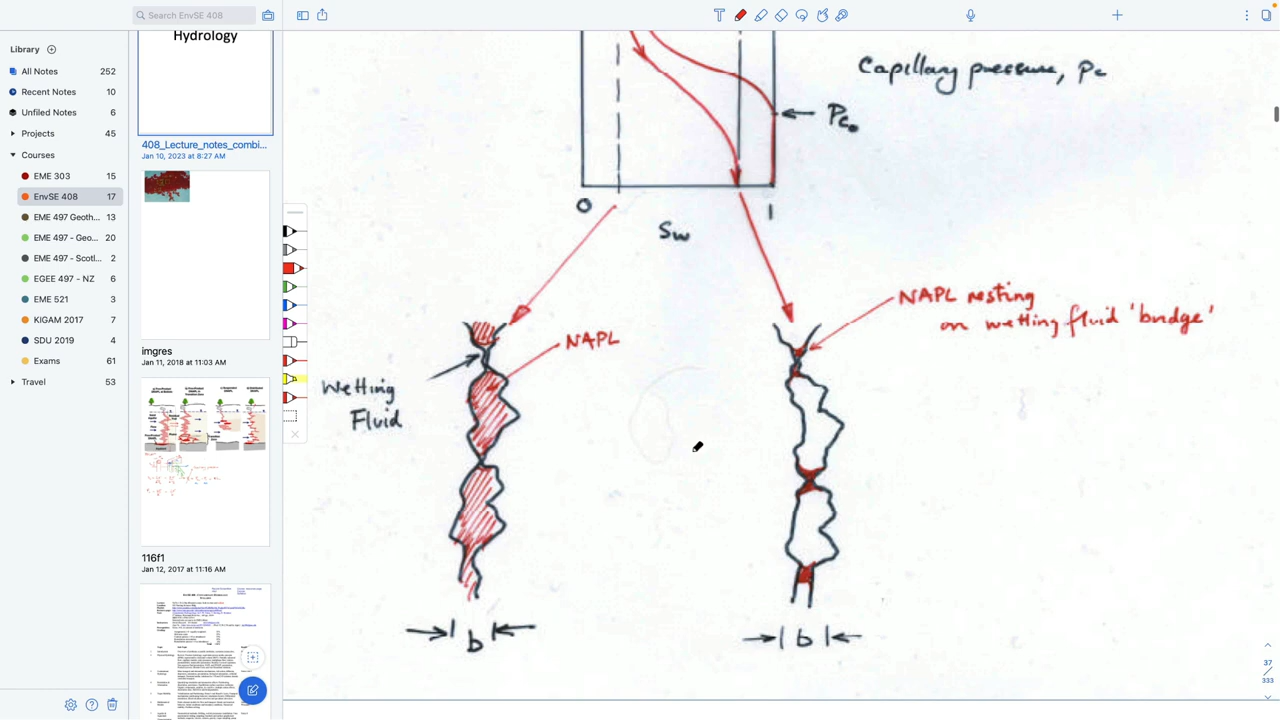 Search EnvSE 408
Library
All Notes 252
Recent Notes 10
Unfiled Notes 6
Projects 45
Courses
EME 303 15
EnvSE 408 17
EME 497 Geoth... 13
EME 497 - Geo... 20
EME 497 - Scotl... 2
EGEE 497 - NZ 6
EME 521 3
KIGAM 2017 7
SDU 2019 4
Exams 61
Travel 53
Hydrology
408_Lecture_notes_combi...
Jan 10, 2023 at 8:27 AM
imgres
Jan 11, 2018 at 11:03 AM
116f1
Jan 12, 2017 at 11:16 AM
Capillary pressure, Pc
Pc₀
0
1
Sw
NAPL resting
on wetting fluid 'bridge'
NAPL
Wetting
Fluid
b
b
37
333